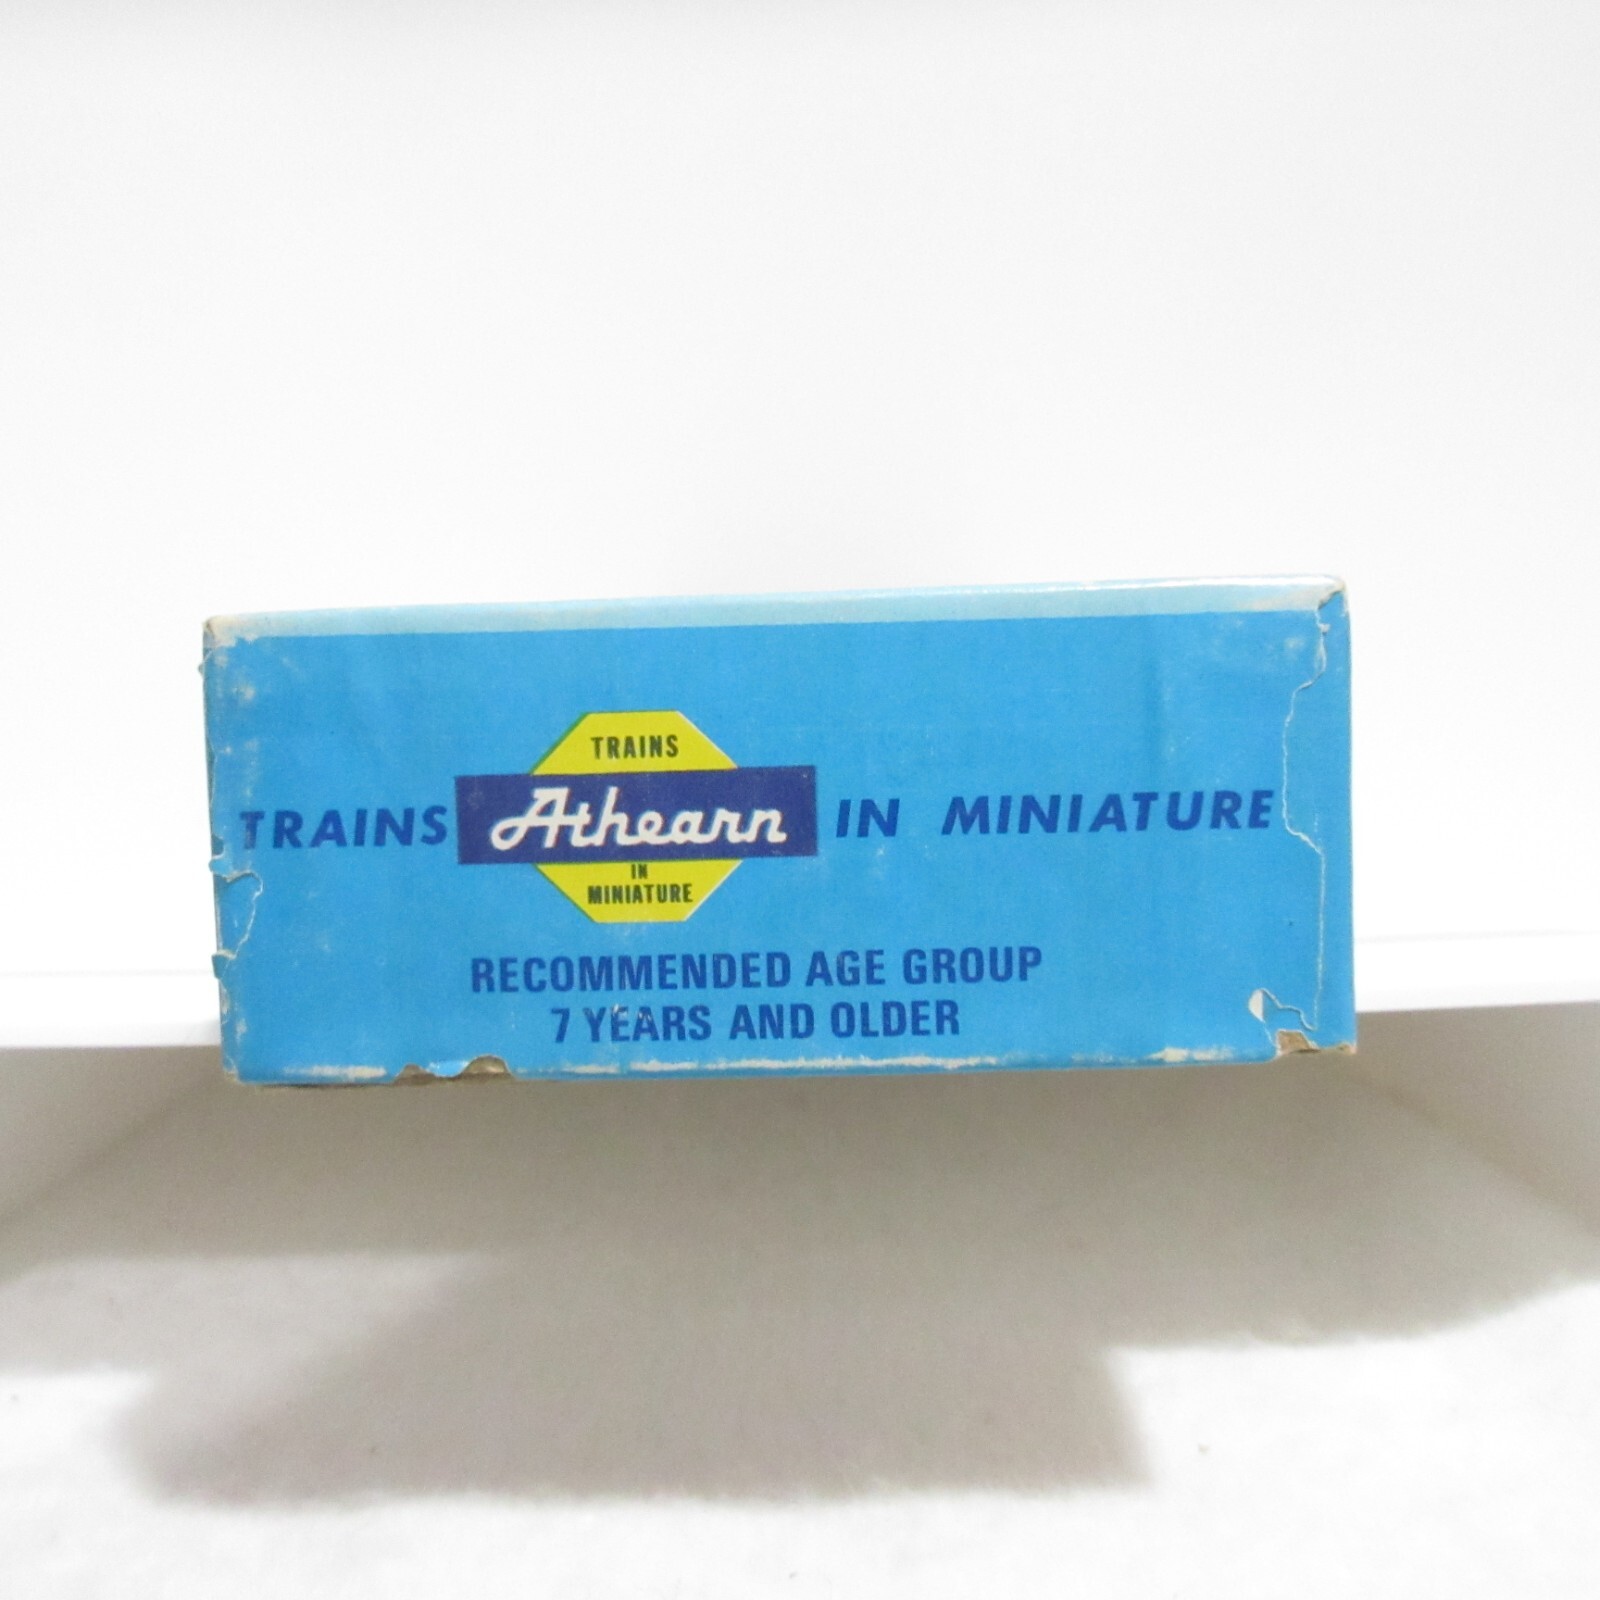 TRAINS
TRAINS Athearn IN MINIATURE
IN
MINIATURE
RECOMMENDED AGE GROUP
7 YEARS AND OLDER